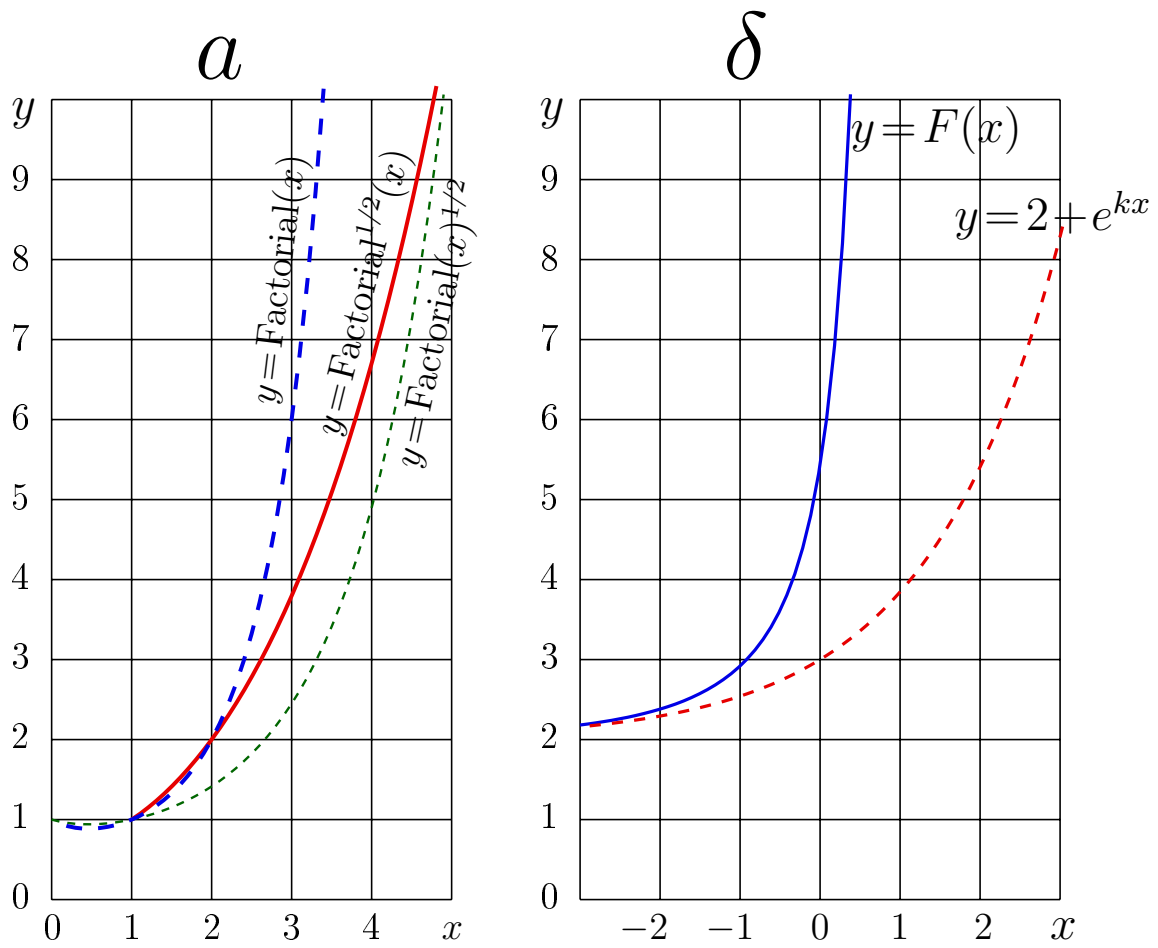 a
y
9
8
7
6
5
4
3
2
1
0
0 1 2 3 4 x
y=Factorial(x)
y=Factorial^{1/2}(x)
y=Factorial(x)^{1/2}
δ
y
9
8
7
6
5
4
3
2
1
0
−2 −1 0 1 2 x
y=F(x)
y=2+e^{kx}